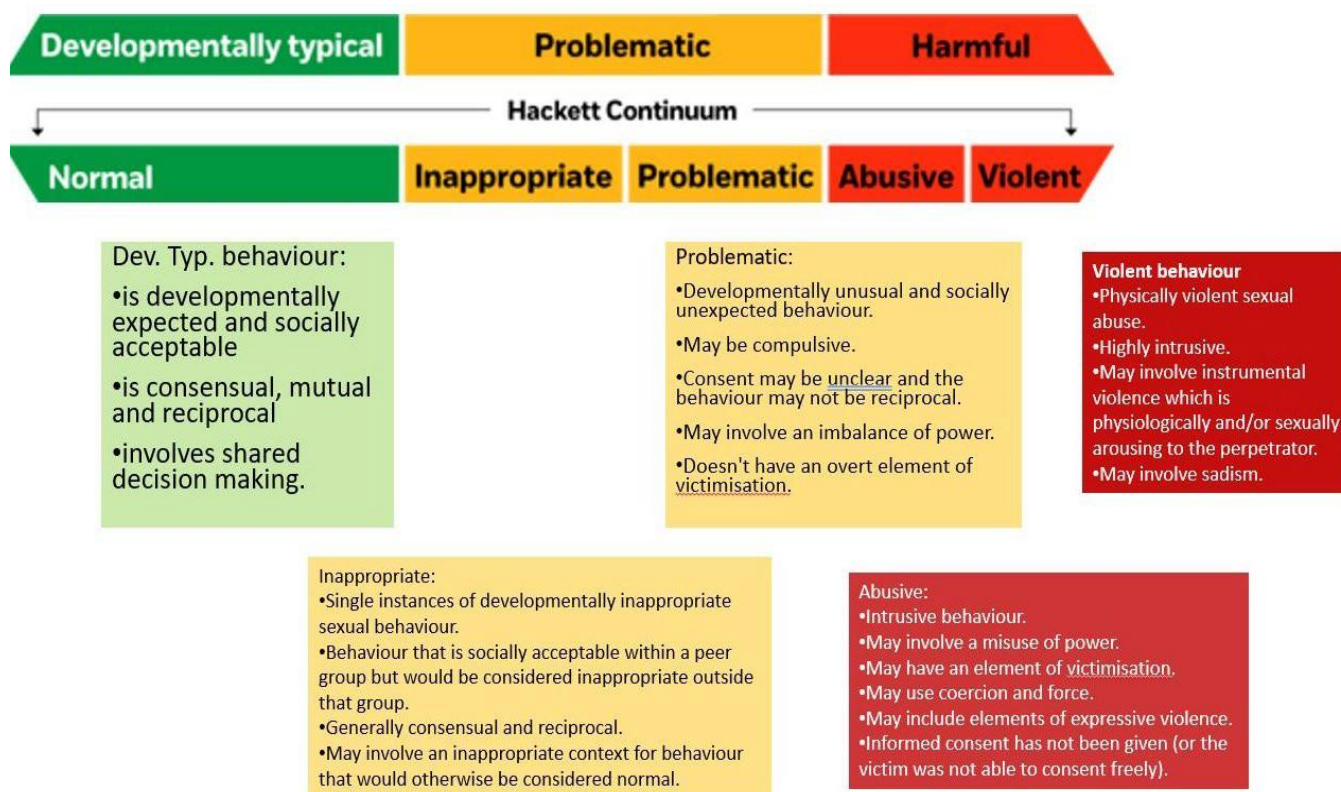 Developmentally typical
Problematic
Harmful
Hackett Continuum
Normal
Inappropriate
Problematic
Abusive
Violent
Dev. Typ. behaviour:
•is developmentally
expected and socially
acceptable
•is consensual, mutual
and reciprocal
•involves shared
decision making.
Problematic:
•Developmentally unusual and socially
unexpected behaviour.
•May be compulsive.
•Consent may be unclear and the
behaviour may not be reciprocal.
•May involve an imbalance of power.
•Doesn't have an overt element of
victimisation.
Violent behaviour
•Physically violent sexual
abuse.
•Highly intrusive.
•May involve instrumental
violence which is
physiologically and/or sexually
arousing to the perpetrator.
•May involve sadism.
Inappropriate:
•Single instances of developmentally inappropriate
sexual behaviour.
•Behaviour that is socially acceptable within a peer
group but would be considered inappropriate outside
that group.
•Generally consensual and reciprocal.
•May involve an inappropriate context for behaviour
that would otherwise be considered normal.
Abusive:
•Intrusive behaviour.
•May involve a misuse of power.
•May have an element of victimisation.
•May use coercion and force.
•May include elements of expressive violence.
•Informed consent has not been given (or the
victim was not able to consent freely).